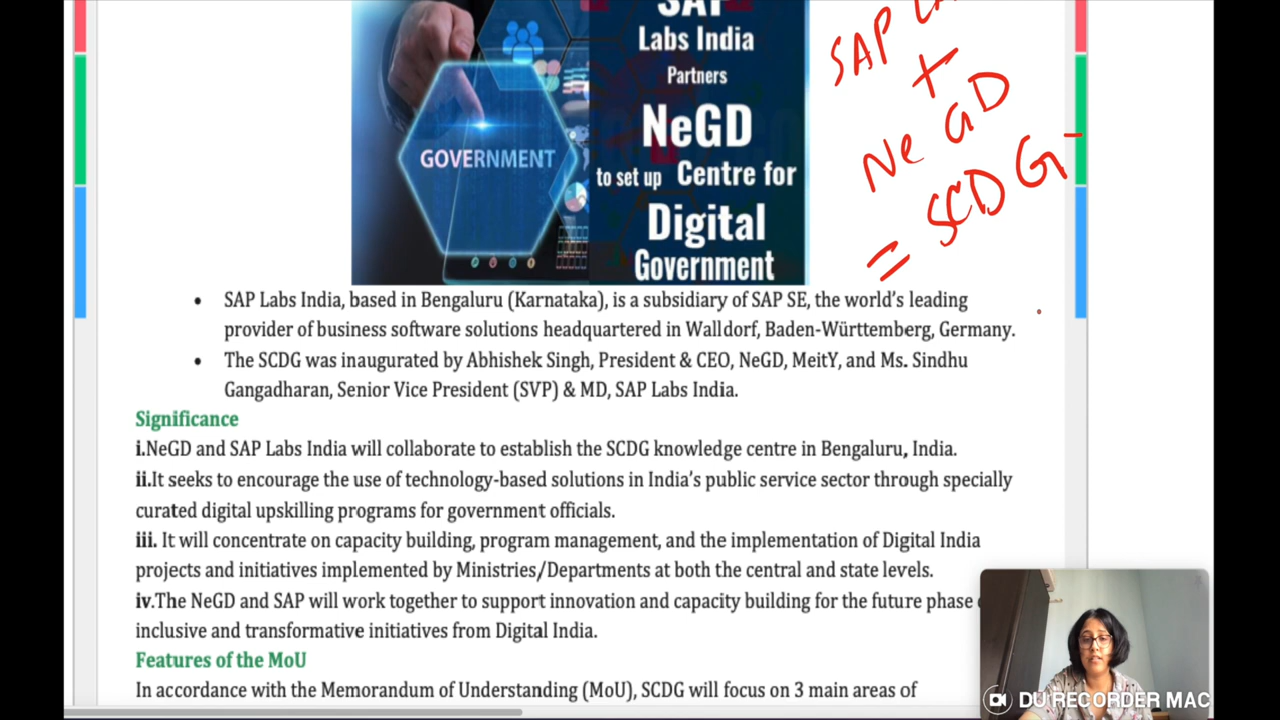 SAP
Labs India
Partners
NeGD
to set up Centre for
Digital
Government
GOVERNMENT
SAP
+
NeGD
= SCDG
• SAP Labs India, based in Bengaluru (Karnataka), is a subsidiary of SAP SE, the world's leading
provider of business software solutions headquartered in Walldorf, Baden-Württemberg, Germany.
• The SCDG was inaugurated by Abhishek Singh, President & CEO, NeGD, MeitY, and Ms. Sindhu
Gangadharan, Senior Vice President (SVP) & MD, SAP Labs India.
Significance
i.NeGD and SAP Labs India will collaborate to establish the SCDG knowledge centre in Bengaluru, India.
ii.It seeks to encourage the use of technology-based solutions in India's public service sector through specially
curated digital upskilling programs for government officials.
iii. It will concentrate on capacity building, program management, and the implementation of Digital India
projects and initiatives implemented by Ministries/Departments at both the central and state levels.
iv.The NeGD and SAP will work together to support innovation and capacity building for the future phase
inclusive and transformative initiatives from Digital India.
Features of the MoU
In accordance with the Memorandum of Understanding (MoU), SCDG will focus on 3 main areas of
DU RECORDER MAC